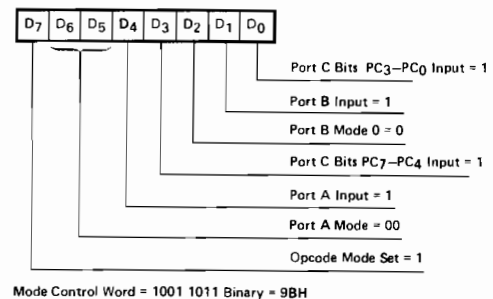 D7 D6 D5 D4 D3 D2 D1 D0
Port C Bits PC3–PC0 Input = 1
Port B Input = 1
Port B Mode 0 = 0
Port C Bits PC7–PC4 Input = 1
Port A Input = 1
Port A Mode = 00
Opcode Mode Set = 1
Mode Control Word = 1001 1011 Binary = 9BH